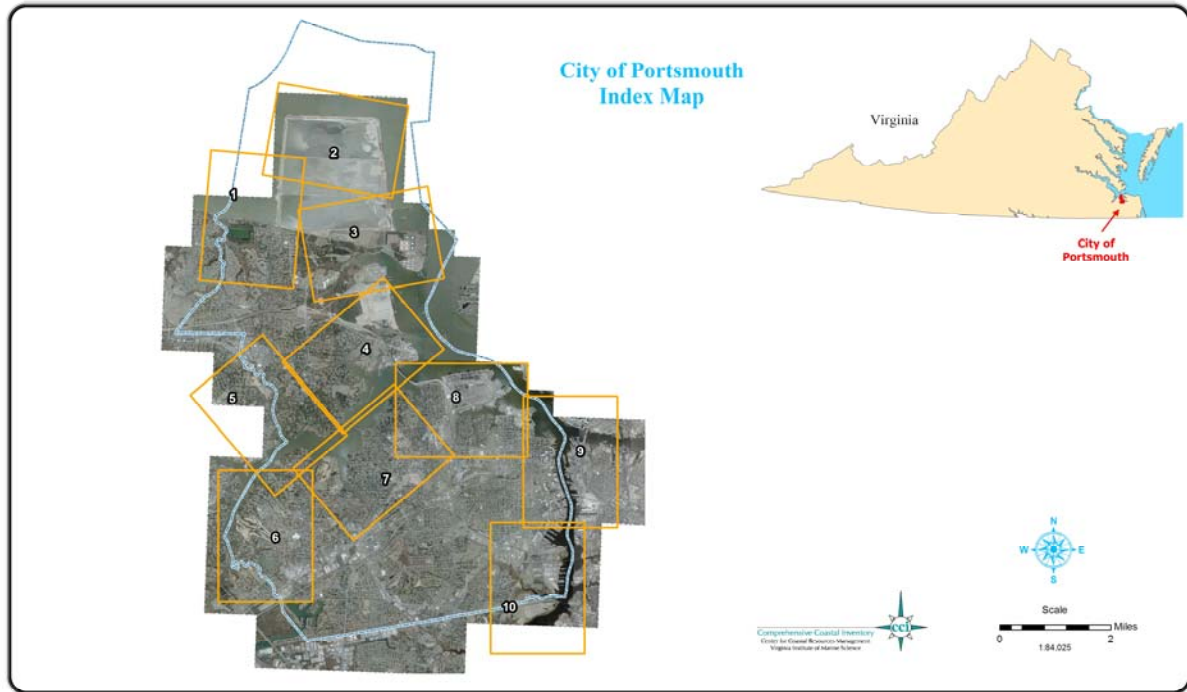 City of Portsmouth
Index Map
Virginia
City of
Portsmouth
1
2
3
4
5
6
7
8
9
10
N
W
E
S
Scale
Miles
0
2
1:84,025
cci
Comprehensive Coastal Inventory
Center for Coastal Resources Management
Virginia Institute of Marine Science